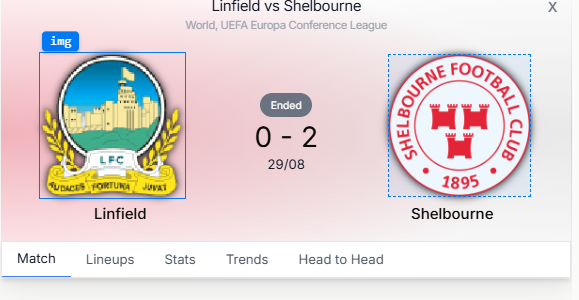 Linfield vs Shelbourne
x
World, UEFA Europa Conference League
img
LFC
AUDACES FORTUNA JUVAT
SHELBOURNE FOOTBALL CLUB
1895
Ended
0 - 2
29/08
Linfield
Shelbourne
Match Lineups Stats Trends Head to Head